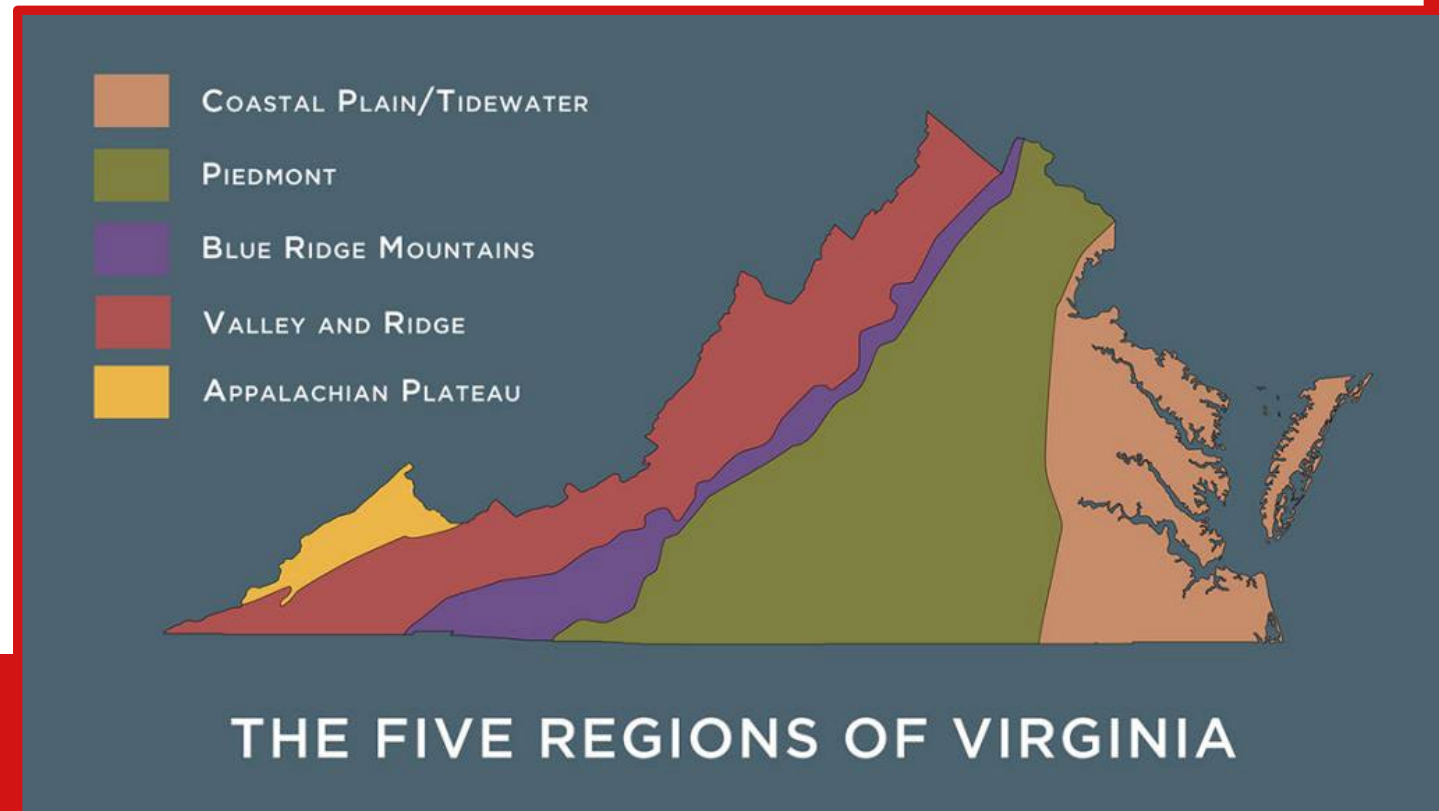 Coastal Plain/Tidewater
Piedmont
Blue Ridge Mountains
Valley and Ridge
Appalachian Plateau
THE FIVE REGIONS OF VIRGINIA